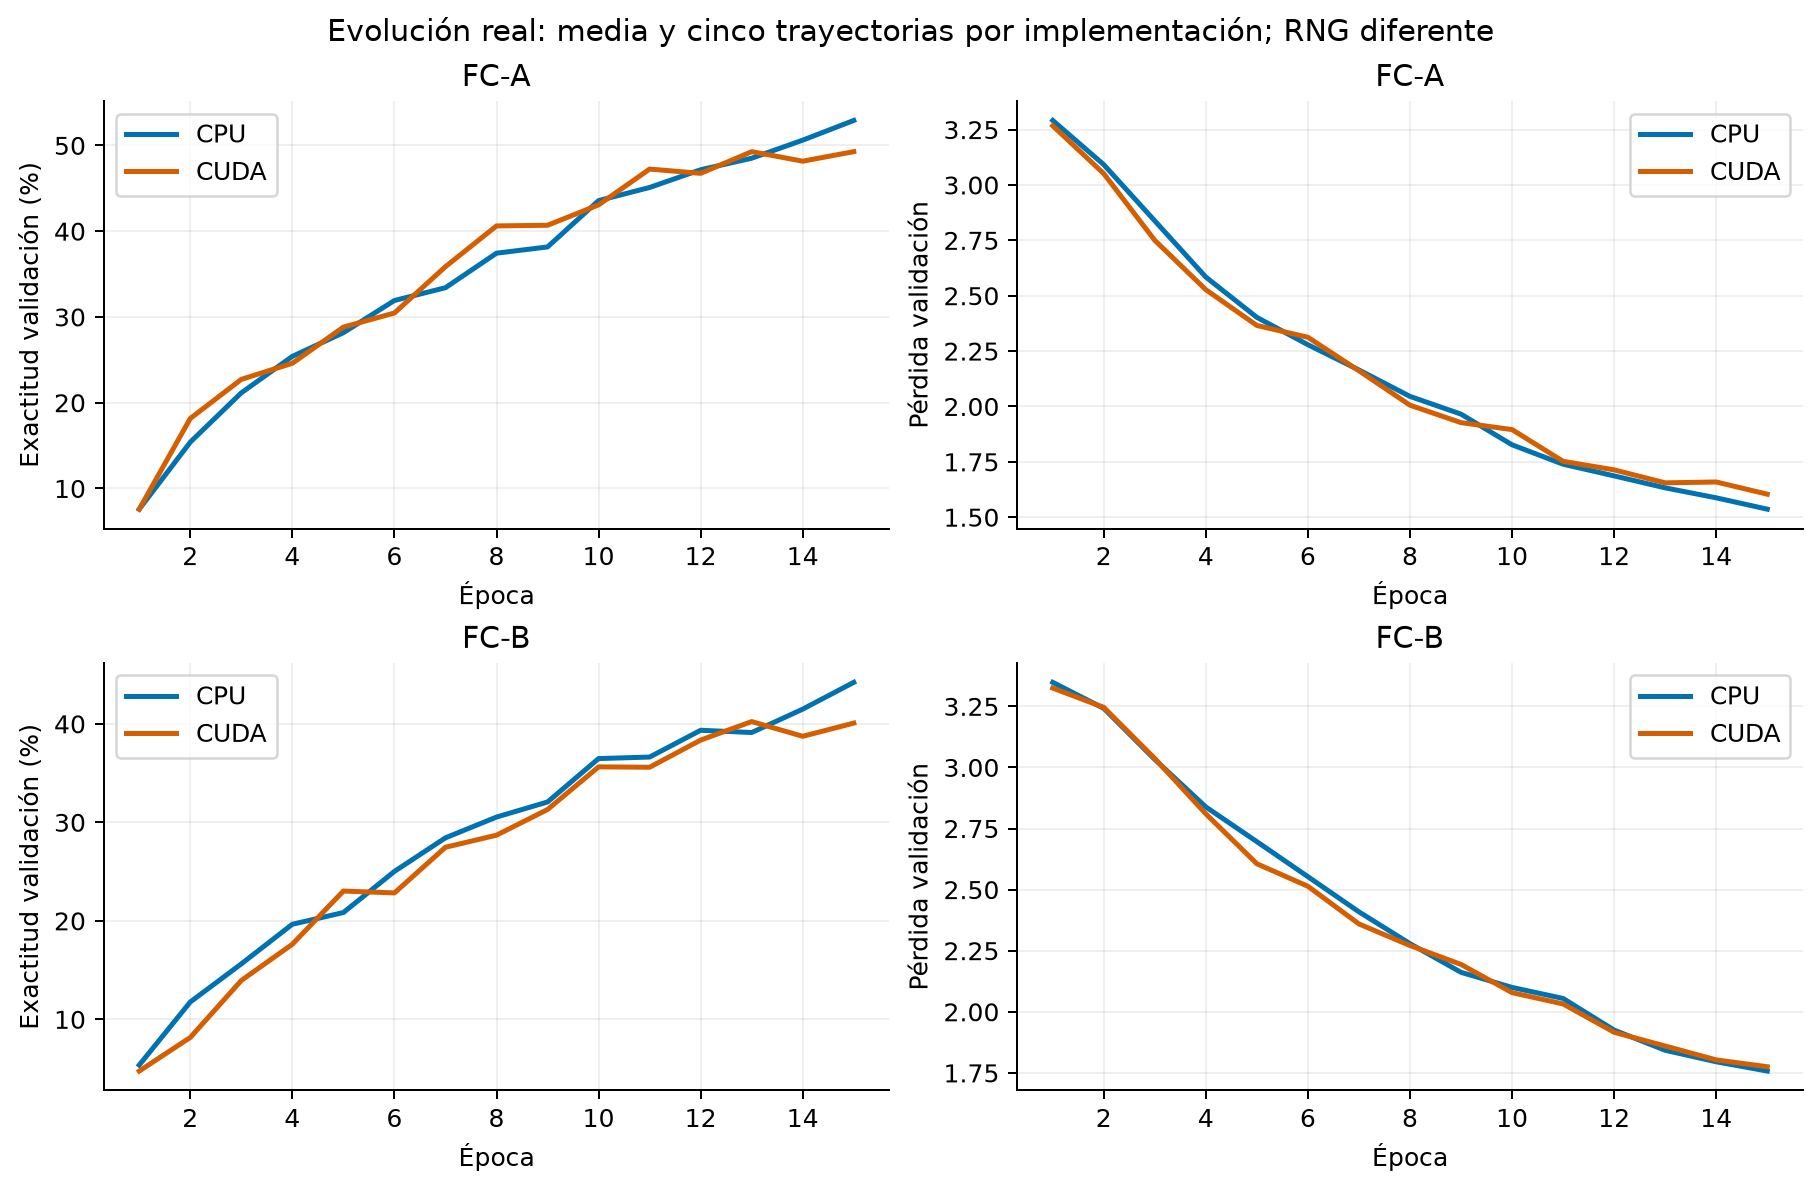 Evolución real: media y cinco trayectorias por implementación; RNG diferente
FC-A
Exactitud validación (%)
50
40
30
20
10
CPU
CUDA
2 4 6 8 10 12 14
Época
FC-A
Pérdida validación
3.25
3.00
2.75
2.50
2.25
2.00
1.75
1.50
CPU
CUDA
2 4 6 8 10 12 14
Época
FC-B
Exactitud validación (%)
40
30
20
10
CPU
CUDA
2 4 6 8 10 12 14
Época
FC-B
Pérdida validación
3.25
3.00
2.75
2.50
2.25
2.00
1.75
CPU
CUDA
2 4 6 8 10 12 14
Época